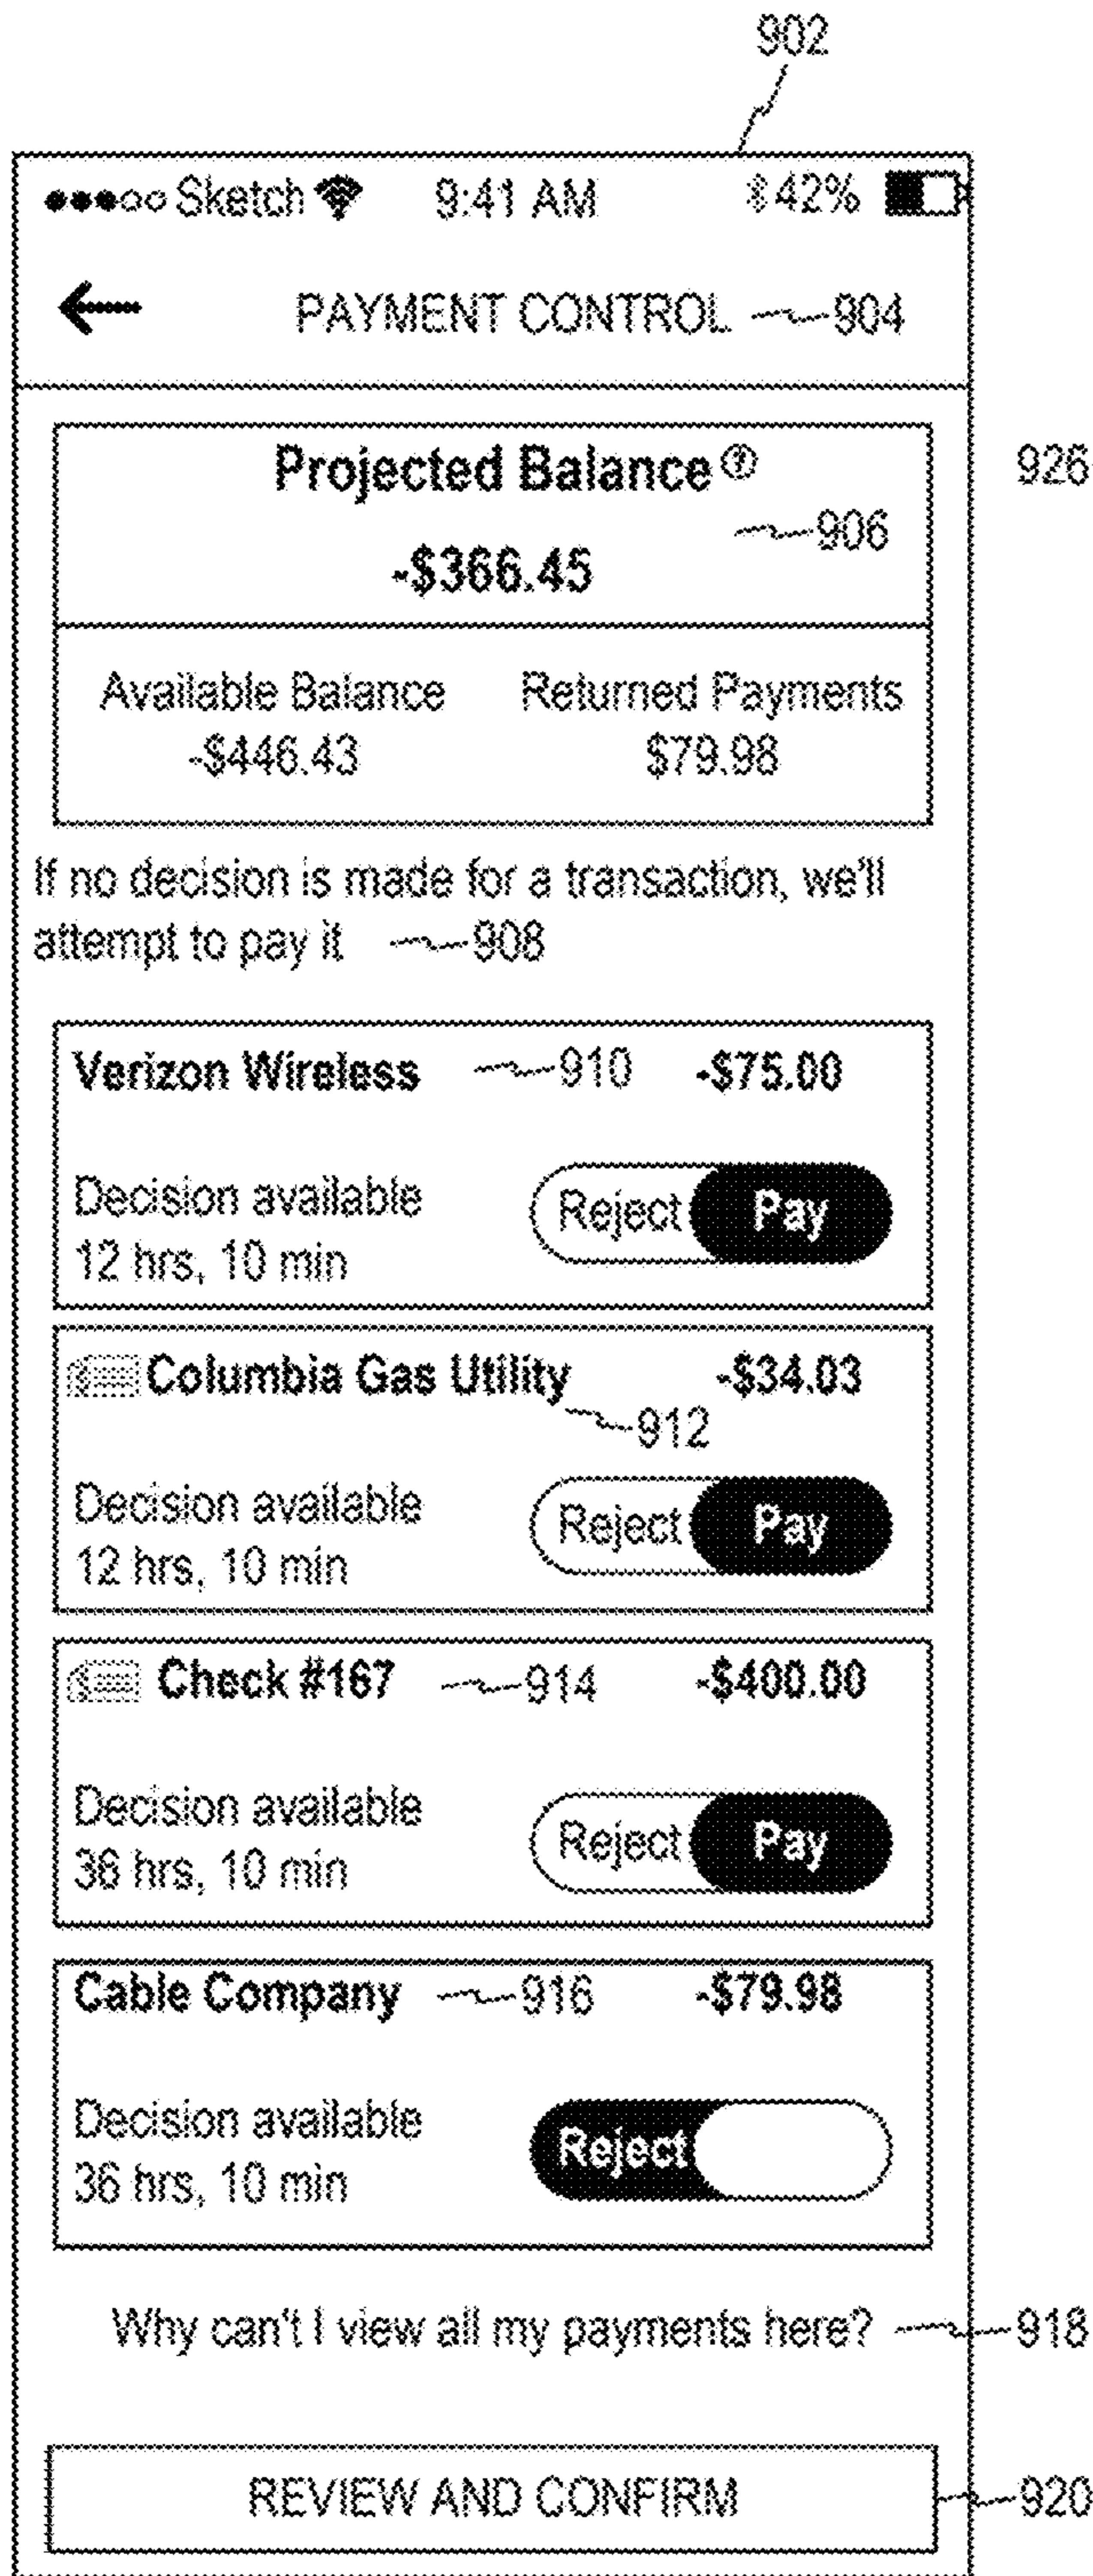 902
Sketch 9:41 AM 42%
PAYMENT CONTROL 904
Projected Balance ?
926
906
-$366.45
Available Balance Returned Payments
-$446.43 $79.98
If no decision is made for a transaction, we'll
attempt to pay it 908
Verizon Wireless 910 -$75.00
Decision available
12 hrs, 10 min
Reject Pay
Columbia Gas Utility -$34.03
912
Decision available
12 hrs, 10 min
Reject Pay
Check #167 914 -$400.00
Decision available
36 hrs, 10 min
Reject Pay
Cable Company 916 -$79.98
Decision available
36 hrs, 10 min
Reject
Why can't I view all my payments here? 918
REVIEW AND CONFIRM 920